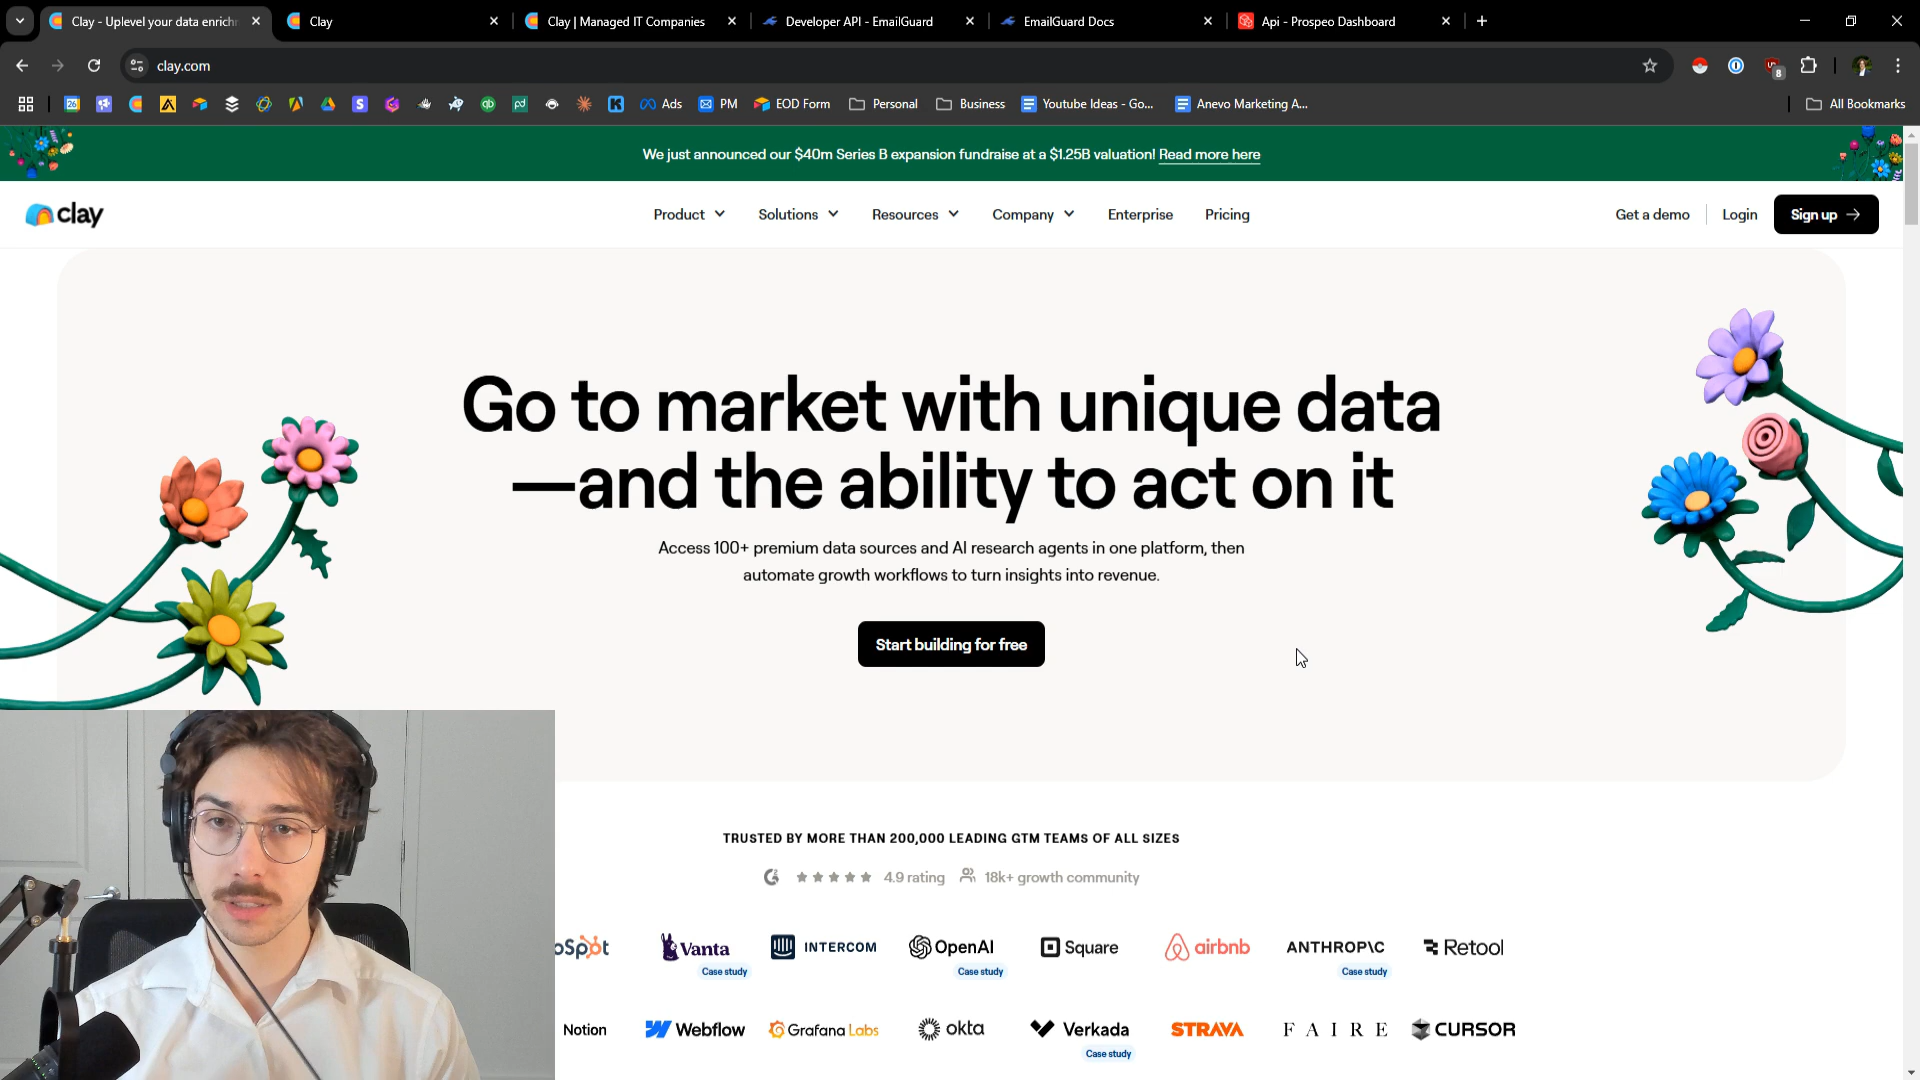 Clay - Uplevel your data enrichn
Clay
Clay | Managed IT Companies
Developer API - EmailGuard
EmailGuard Docs
Api - Prospeo Dashboard
clay.com
8
26
Ads
PM
EOD Form
Personal
Business
Youtube Ideas - Go...
Anevo Marketing A...
All Bookmarks
We just announced our $40m Series B expansion fundraise at a $1.25B valuation! Read more here
clay
Product
Solutions
Resources
Company
Enterprise
Pricing
Get a demo
Login
Sign up
Go to market with unique data
—and the ability to act on it
Access 100+ premium data sources and AI research agents in one platform, then
automate growth workflows to turn insights into revenue.
Start building for free
TRUSTED BY MORE THAN 200,000 LEADING GTM TEAMS OF ALL SIZES
4.9 rating
18k+ growth community
oSpot
Vanta
INTERCOM
OpenAI
Square
airbnb
ANTHROP\C
Retool
Case study
Case study
Case study
Notion
Webflow
Grafana Labs
okta
Verkada
STRAVA
FAIRE
CURSOR
Case study